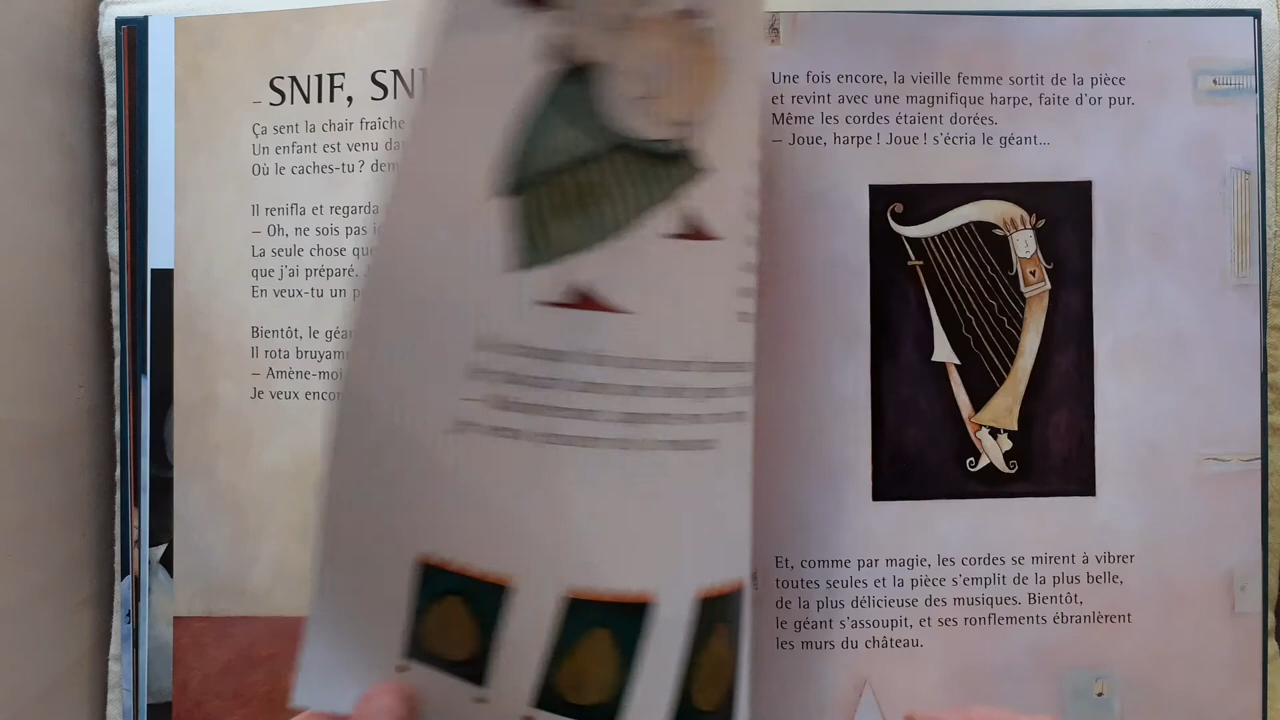 – SNIF, SNI
Ça sent la chair fraîche
Un enfant est venu da
Où le caches-tu ? dem
Il renifla et regarda
– Oh, ne sois pas i
La seule chose que
que j'ai préparé.
En veux-tu un p
Bientôt, le géan
Il rota bruyam
– Amène-moi
Je veux encor
Une fois encore, la vieille femme sortit de la pièce
et revint avec une magnifique harpe, faite d'or pur.
Même les cordes étaient dorées.
– Joue, harpe ! Joue ! s'écria le géant...
Et, comme par magie, les cordes se mirent à vibrer
toutes seules et la pièce s'emplit de la plus belle,
de la plus délicieuse des musiques. Bientôt,
le géant s'assoupit, et ses ronflements ébranlèrent
les murs du château.